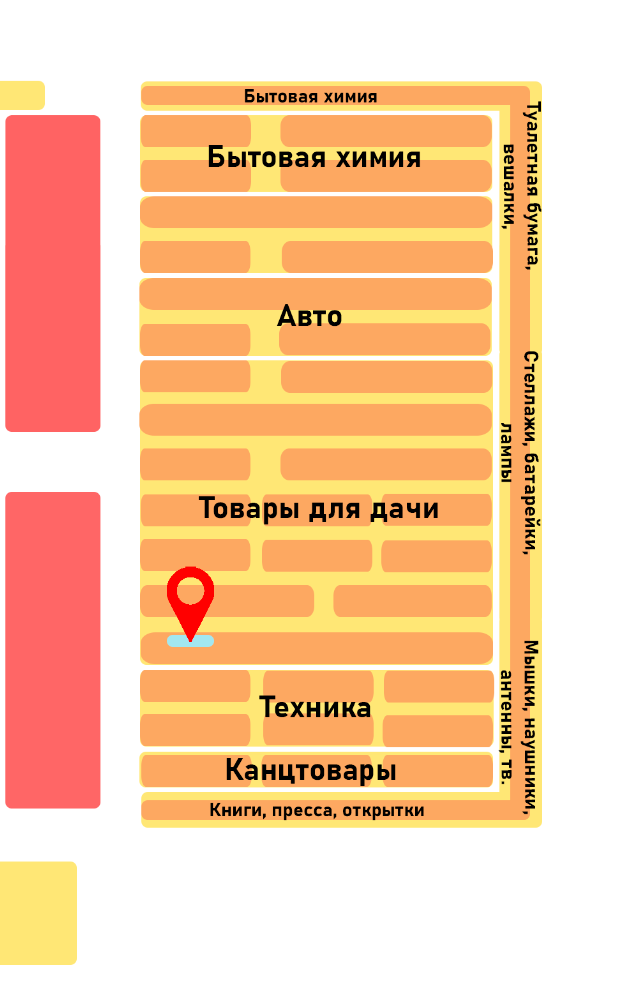 Бытовая химия
Бытовая химия
Туалетная бумага,
вешалки,
Авто
Стеллажи, батарейки,
лампы
Товары для дачи
Мышки, наушники,
антенны, тв.
Техника
Канцтовары
Книги, пресса, открытки